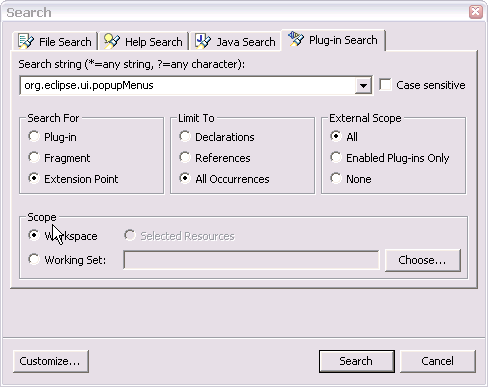 Search
File Search Help Search Java Search Plug-in Search
Search string (*=any string, ?=any character):
org.eclipse.ui.popupMenus Case sensitive
Search For Limit To External Scope
Plug-in Declarations All
Fragment References Enabled Plug-ins Only
Extension Point All Occurrences None
Scope
Workspace Selected Resources
Working Set: Choose...
Customize... Search Cancel